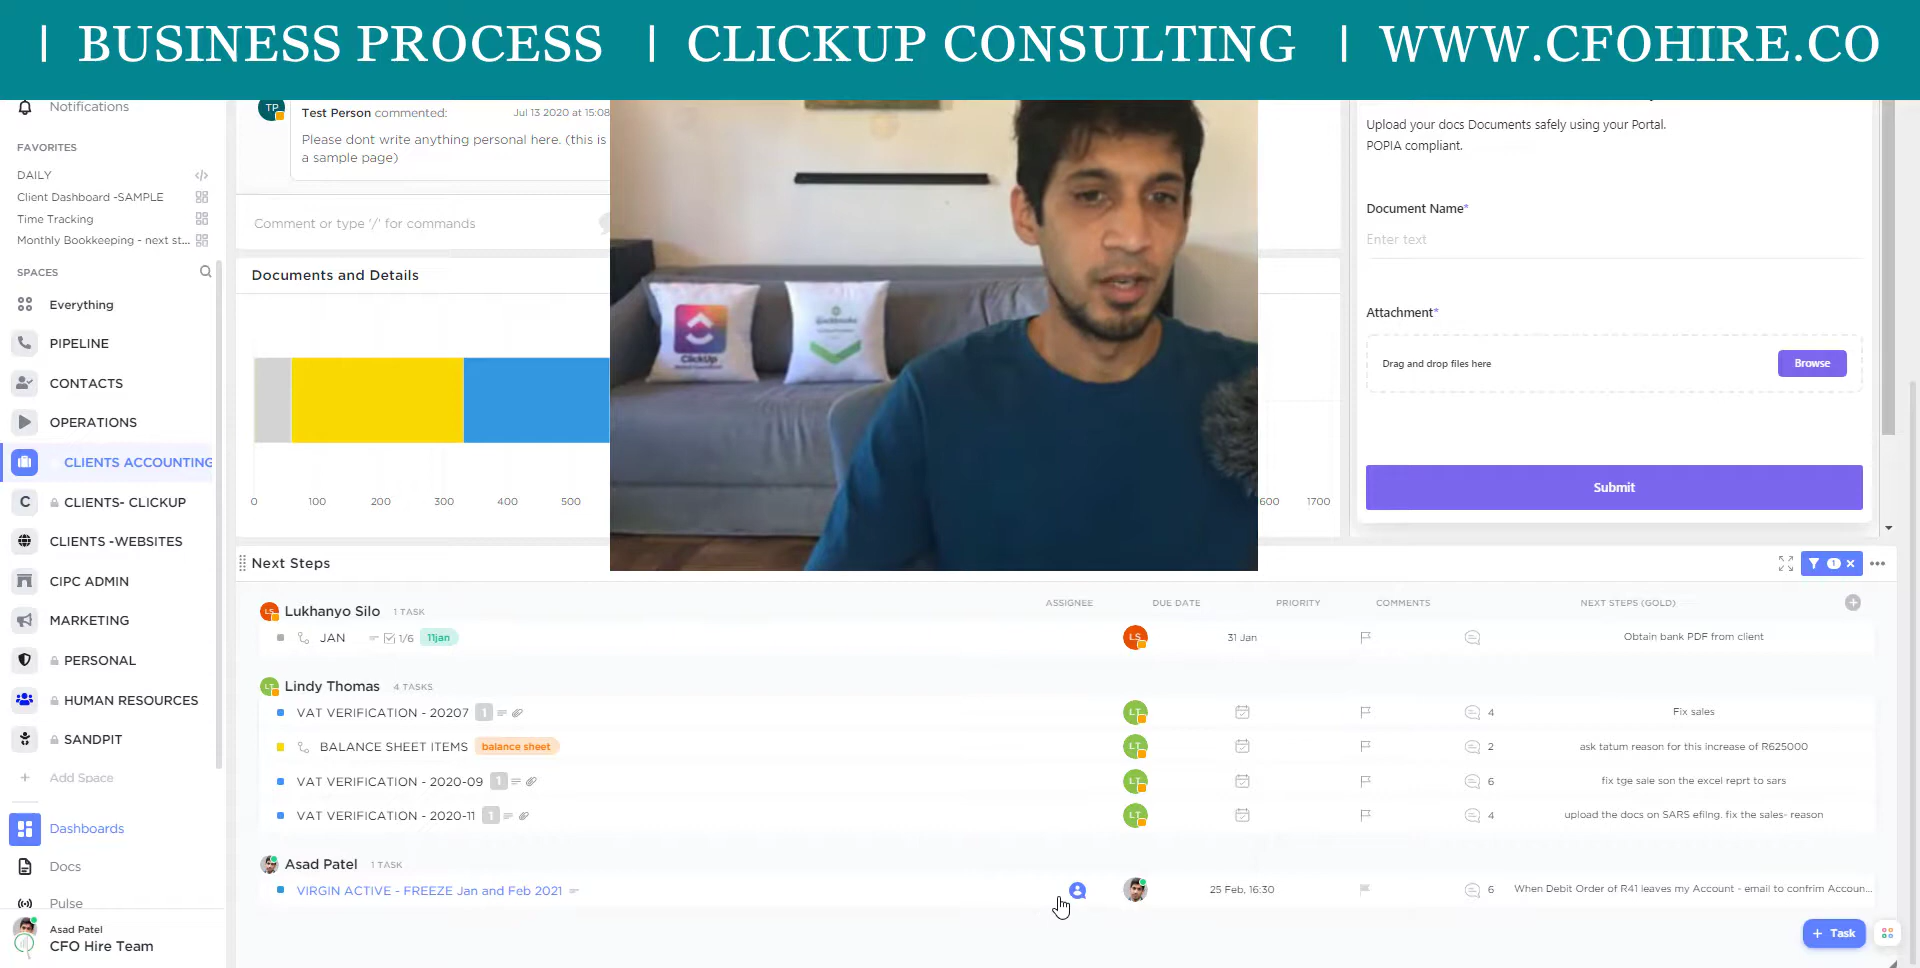 | BUSINESS PROCESS | CLICKUP CONSULTING | WWW.CFOHIRE.CO
Notifications
FAVORITES
DAILY
Client Dashboard -SAMPLE
Time Tracking
Monthly Bookkeeping - next st...
SPACES
Everything
PIPELINE
CONTACTS
OPERATIONS
CLIENTS ACCOUNTING
C CLIENTS- CLICKUP
CLIENTS -WEBSITES
CIPC ADMIN
MARKETING
PERSONAL
HUMAN RESOURCES
SANDPIT
+ Add Space
Dashboards
Docs
Pulse
Asad Patel
CFO Hire Team
TP
Test Person commented: Jul 13 2020 at 15:08
Please dont write anything personal here. (this is
a sample page)
Comment or type '/' for commands
Documents and Details
0 100 200 300 400 500 600 1700
ClickUp
Upload your docs Documents safely using your Portal.
POPIA compliant.
Document Name*
Enter text
Attachment*
Drag and drop files here
Browse
Submit
Next Steps
1
LS Lukhanyo Silo 1 TASK
ASSIGNEE DUE DATE PRIORITY COMMENTS NEXT STEPS (GOLD)
JAN 1/6 11jan LS 31 Jan Obtain bank PDF from client
LT Lindy Thomas 4 TASKS
VAT VERIFICATION - 20207 1 LT 4 Fix sales
BALANCE SHEET ITEMS balance sheet LT 2 ask tatum reason for this increase of R625000
VAT VERIFICATION - 2020-09 1 LT 6 fix tge sale son the excel reprt to sars
VAT VERIFICATION - 2020-11 1 LT 4 upload the docs on SARS efilng. fix the sales- reason
Asad Patel 1 TASK
VIRGIN ACTIVE - FREEZE Jan and Feb 2021 25 Feb, 16:30 6 When Debit Order of R41 leaves my Account - email to confrim Accoun...
+ Task